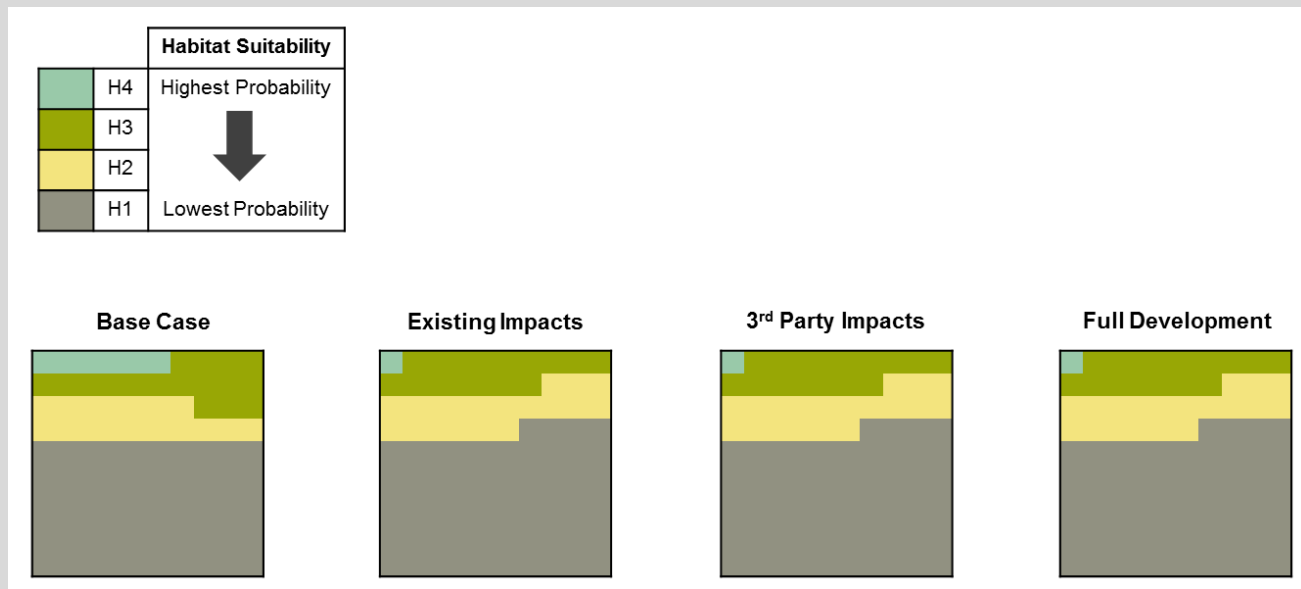 Habitat Suitability
H4 Highest Probability
H3
H2
H1 Lowest Probability
Base Case
Existing Impacts
3rd Party Impacts
Full Development